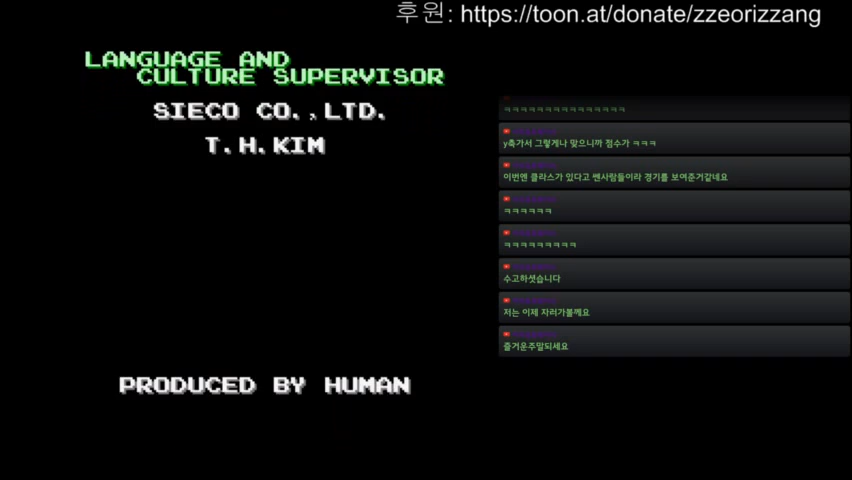 후원: https://toon.at/donate/zzeorizzang
LANGUAGE AND
CULTURE SUPERVISOR
SIECO CO.,LTD.
T.H.KIM
PRODUCED BY HUMAN
ㅋㅋㅋㅋㅋㅋㅋㅋㅋㅋㅋㅋㅋㅋㅋ
y축가서 그렇게나 맞으니까 점수가 ㅋㅋㅋ
이번엔 클라스가 있다고 쎈사람들이라 경기를 보여준거같네요
ㅋㅋㅋㅋㅋㅋ
ㅋㅋㅋㅋㅋㅋㅋㅋㅋ
수고하셧습니다
저는 이제 자러가볼께요
즐거운주말되세요